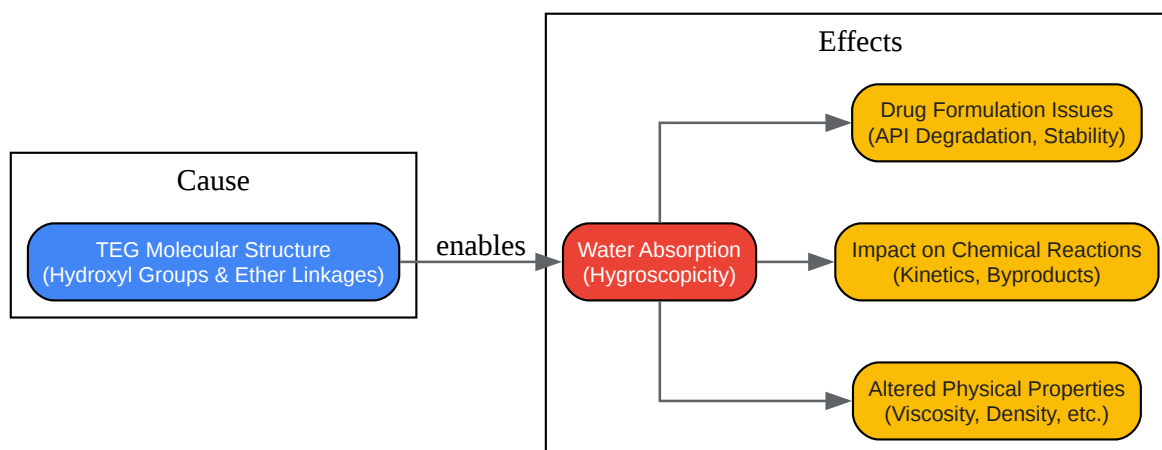 Effects
Drug Formulation Issues
(API Degradation, Stability)
Cause
TEG Molecular Structure
(Hydroxyl Groups & Ether Linkages)
enables
Water Absorption
(Hygroscopicity)
Impact on Chemical Reactions
(Kinetics, Byproducts)
Altered Physical Properties
(Viscosity, Density, etc.)